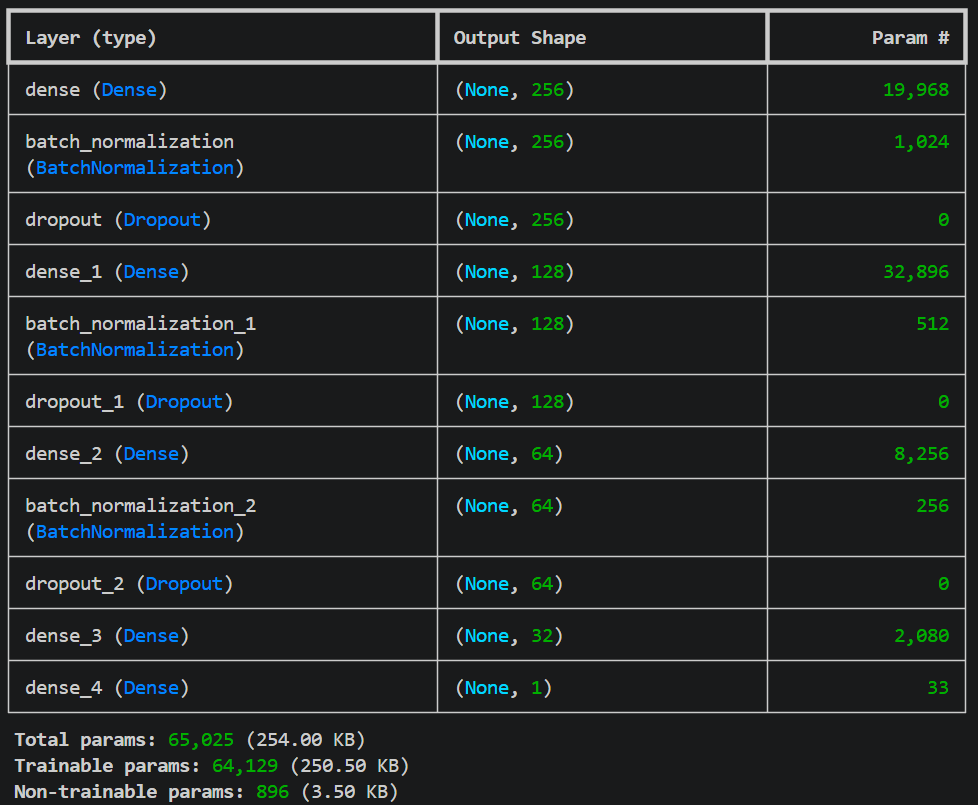 Layer (type) Output Shape Param #
dense (Dense) (None, 256) 19,968
batch_normalization (None, 256) 1,024
(BatchNormalization)
dropout (Dropout) (None, 256) 0
dense_1 (Dense) (None, 128) 32,896
batch_normalization_1 (None, 128) 512
(BatchNormalization)
dropout_1 (Dropout) (None, 128) 0
dense_2 (Dense) (None, 64) 8,256
batch_normalization_2 (None, 64) 256
(BatchNormalization)
dropout_2 (Dropout) (None, 64) 0
dense_3 (Dense) (None, 32) 2,080
dense_4 (Dense) (None, 1) 33
Total params: 65,025 (254.00 KB)
Trainable params: 64,129 (250.50 KB)
Non-trainable params: 896 (3.50 KB)